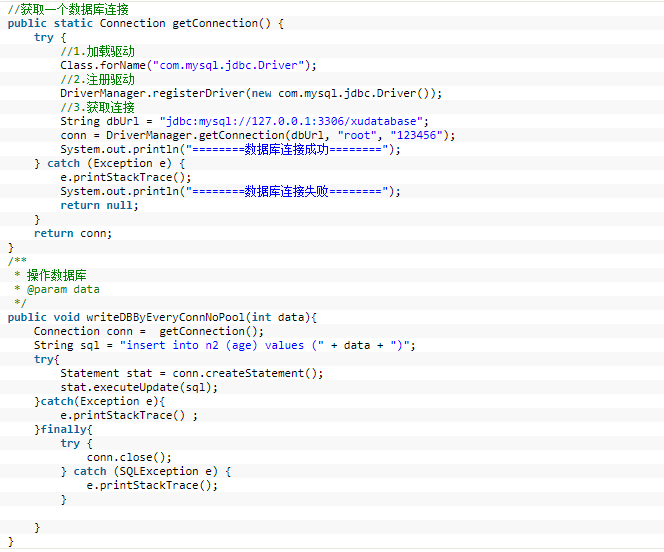 //获取一个数据库连接
public static Connection getConnection() {
    try {
        //1.加载驱动
        Class.forName("com.mysql.jdbc.Driver");
        //2.注册驱动
        DriverManager.registerDriver(new com.mysql.jdbc.Driver());
        //3.获取连接
        String dbUrl = "jdbc:mysql://127.0.0.1:3306/xudatabase";
        conn = DriverManager.getConnection(dbUrl, "root", "123456");
        System.out.println("========数据库连接成功========");
    } catch (Exception e) {
        e.printStackTrace();
        System.out.println("========数据库连接失败========");
        return null;
    }
    return conn;
}
/**
 * 操作数据库
 * @param data
 */
public void writeDBByEveryConnNoPool(int data){
    Connection conn =  getConnection();
    String sql = "insert into n2 (age) values (" + data + ")";
    try{
        Statement stat = conn.createStatement();
        stat.executeUpdate(sql);
    }catch(Exception e){
        e.printStackTrace() ;
    }finally{
        try {
            conn.close();
        } catch (SQLException e) {
            e.printStackTrace();
        }

    }
}